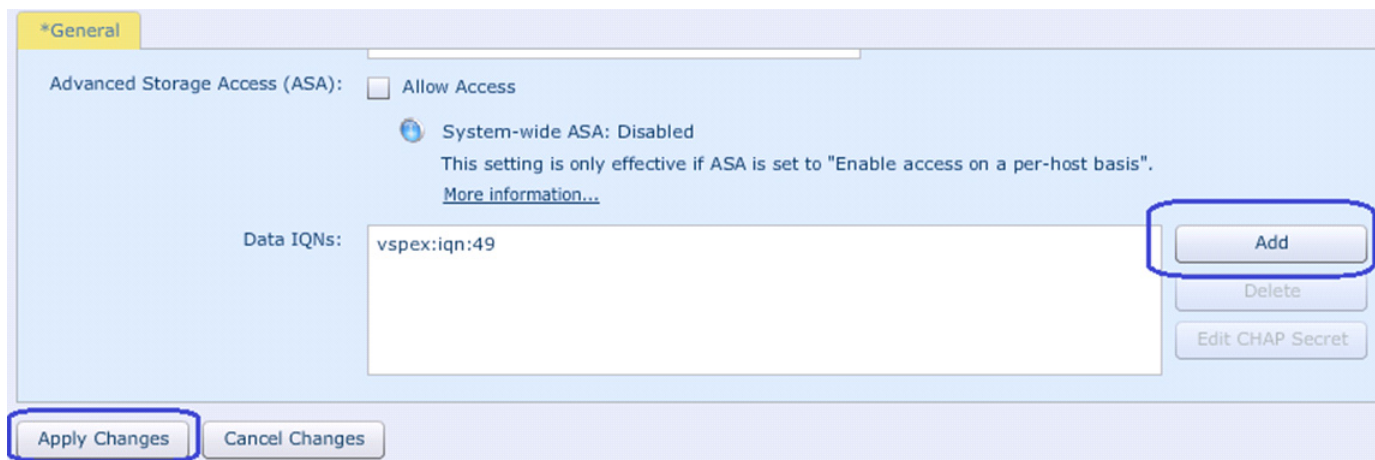 *General
Advanced Storage Access (ASA):
Allow Access
System-wide ASA: Disabled
This setting is only effective if ASA is set to "Enable access on a per-host basis".
More information...
Data IQNs:
vspex:iqn:49
Add
Delete
Edit CHAP Secret
Apply Changes
Cancel Changes